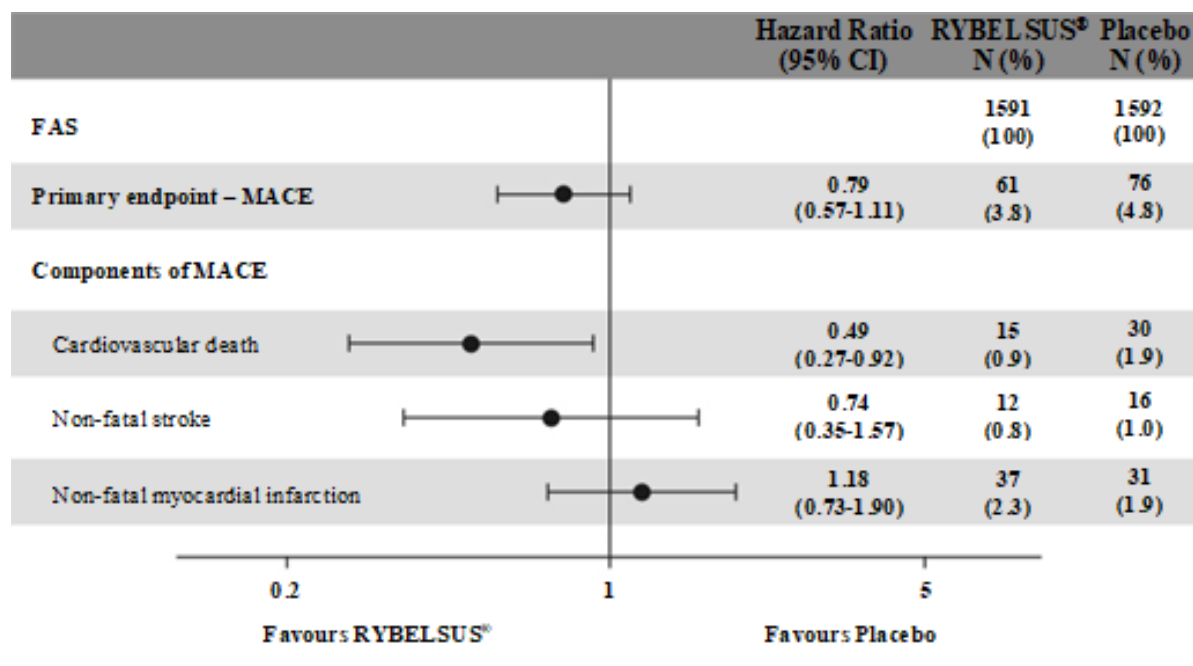 Hazard Ratio RYBELSUS® Placebo
(95% CI) N (%) N (%)
FAS 1591 1592
(100) (100)
Primary endpoint – MACE 0.79 61 76
(0.57-1.11) (3.8) (4.8)
Components of MACE
Cardiovascular death 0.49 15 30
(0.27-0.92) (0.9) (1.9)
Non-fatal stroke 0.74 12 16
(0.35-1.57) (0.8) (1.0)
Non-fatal myocardial infarction 1.18 37 31
(0.73-1.90) (2.3) (1.9)
0.2 1 5
Favours RYBELSUS® Favours Placebo